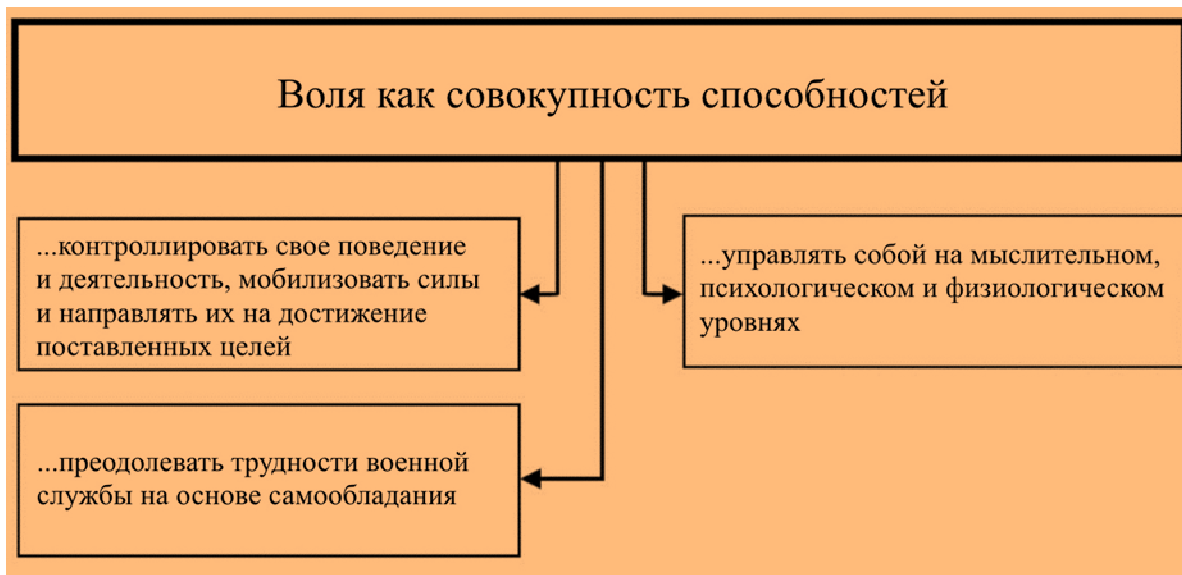 Воля как совокупность способностей
...контроллировать свое поведение
и деятельность, мобилизовать силы
и направлять их на достижение
поставленных целей
...управлять собой на мыслительном,
психологическом и физиологическом
уровнях
...преодолевать трудности военной
службы на основе самообладания